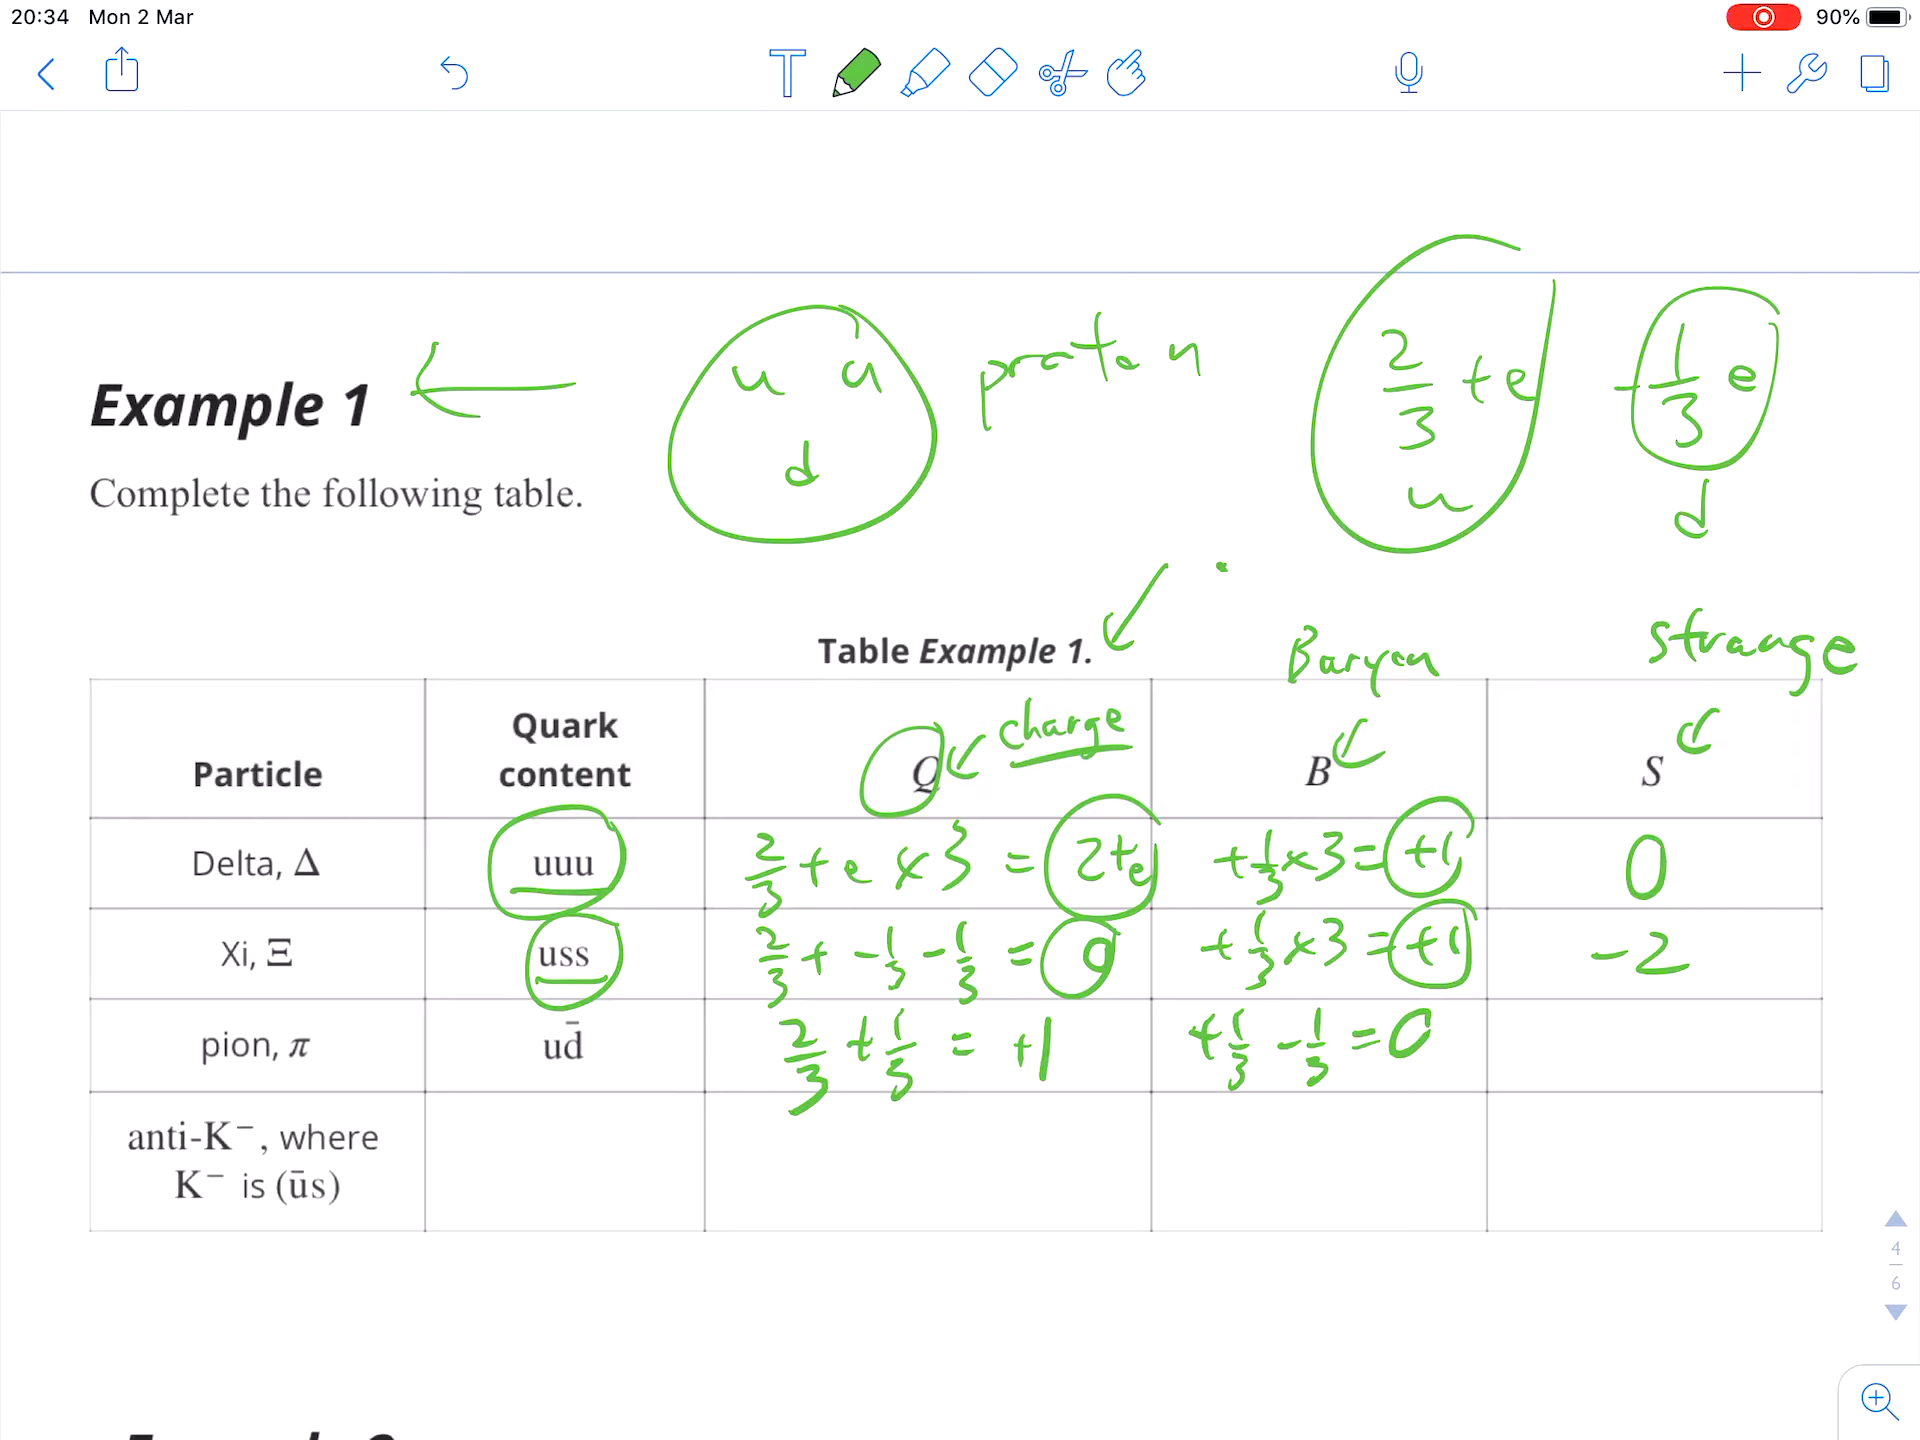 20:34 Mon 2 Mar 90%
u u proton
d
2/3 +e
u
-1/3 e
d
Example 1
Complete the following table.
Table Example 1.
Baryon
strange
charge
Particle Quark content Q B S
Delta, Δ uuu 2/3 +e × 3 = 2+e +1/3 × 3 = +1 0
Xi, Ξ uss 2/3 + -1/3 - 1/3 = 0 +1/3 × 3 = +1 -2
pion, π ud̄ 2/3 + 1/3 = +1 +1/3 - 1/3 = 0
anti-K⁻, where
K⁻ is (ūs)
4
6